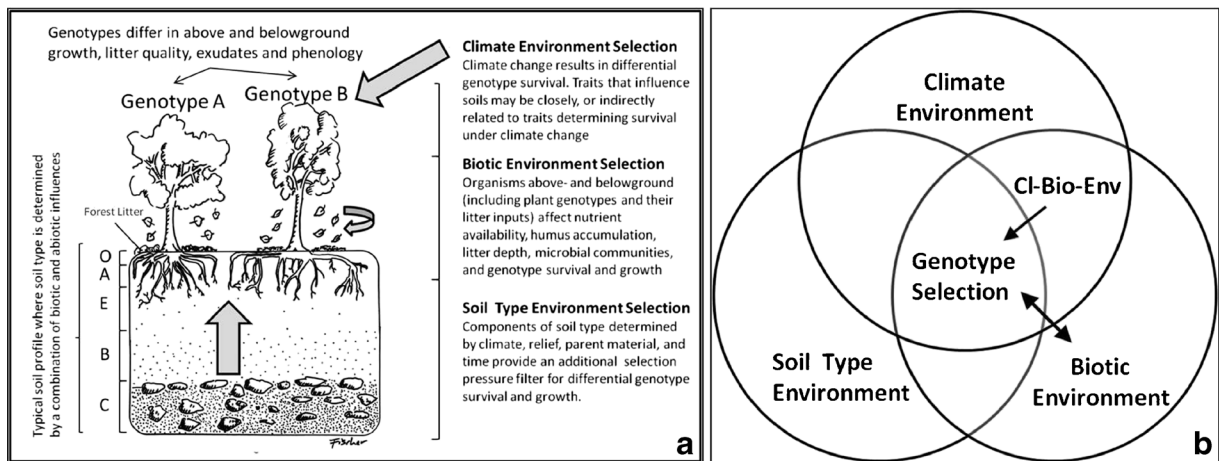 Genotypes differ in above and belowground
growth, litter quality, exudates and phenology
Genotype A
Genotype B
Typical soil profile where soil type is determined
by a combination of biotic and abiotic influences
Forest Litter
O
A
E
B
C
Fischer
Climate Environment Selection
Climate change results in differential
genotype survival. Traits that influence
soils may be closely, or indirectly
related to traits determining survival
under climate change
Biotic Environment Selection
Organisms above- and belowground
(including plant genotypes and their
litter inputs) affect nutrient
availability, humus accumulation,
litter depth, microbial communities,
and genotype survival and growth
Soil Type Environment Selection
Components of soil type determined
by climate, relief, parent material, and
time provide an additional selection
pressure filter for differential genotype
survival and growth.
a
Climate
Environment
Cl-Bio-Env
Genotype
Selection
Soil Type
Environment
Biotic
Environment
b